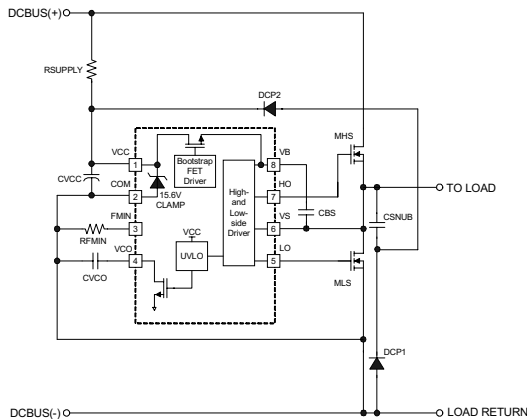 DCBUS(+)
RSUPPLY
DCP2
MHS
VCC
1
Bootstrap
FET
Driver
VB
8
CVCC
COM
2
15.6V
CLAMP
High-
and Low-
side
Driver
HO
7
TO LOAD
FMIN
3
RFMIN
VS
6
CBS
CSNUB
VCO
4
CVCO
VCC
UVLO
LO
5
MLS
DCP1
DCBUS(-)
LOAD RETURN